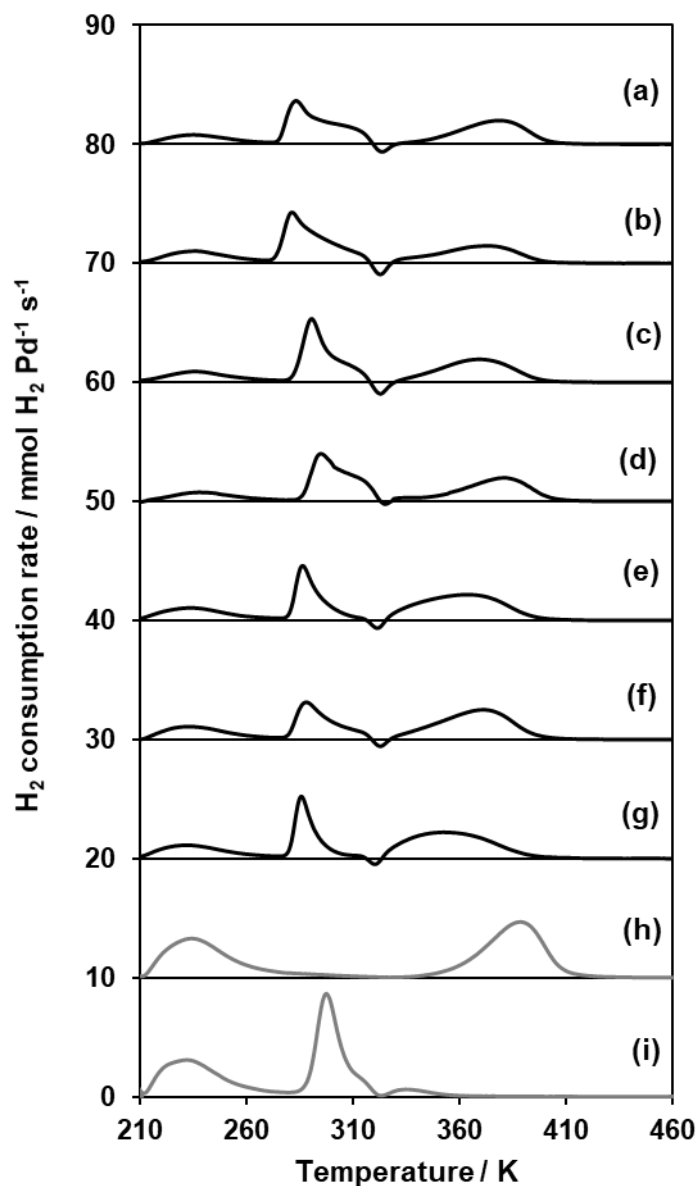 90
(a)
80
(b)
70
(c)
60
(d)
50
(e)
40
(f)
30
(g)
20
(h)
10
(i)
0
210 260 310 360 410 460
Temperature / K
H₂ consumption rate / mmol H₂ Pd⁻¹ s⁻¹